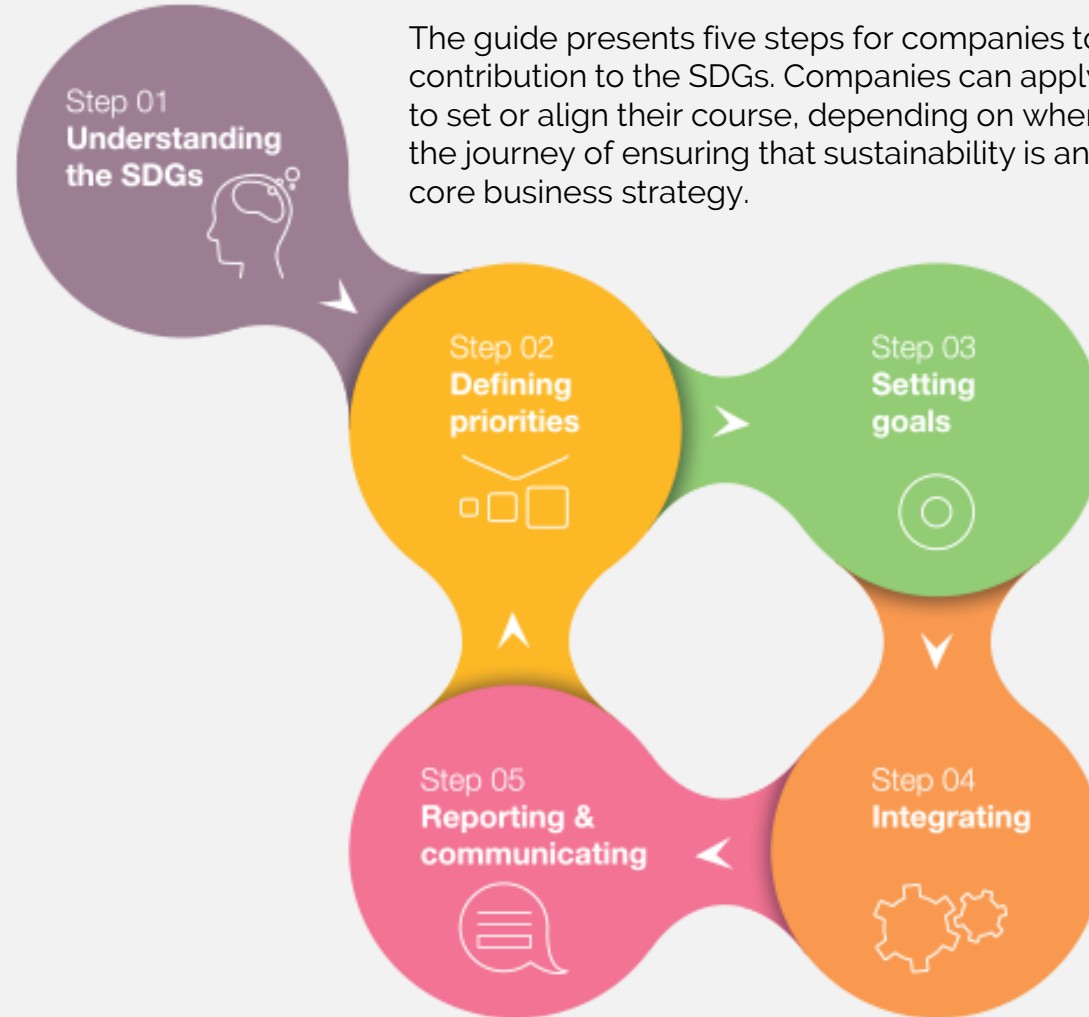 The guide presents five steps for companies to
contribution to the SDGs. Companies can apply
to set or align their course, depending on
the journey of ensuring that sustainability is an
core business strategy.
Step 01
Understanding
the SDGs
Step 02
Defining
priorities
Step 03
Setting
goals
Step 04
Integrating
Step 05
Reporting &
communicating